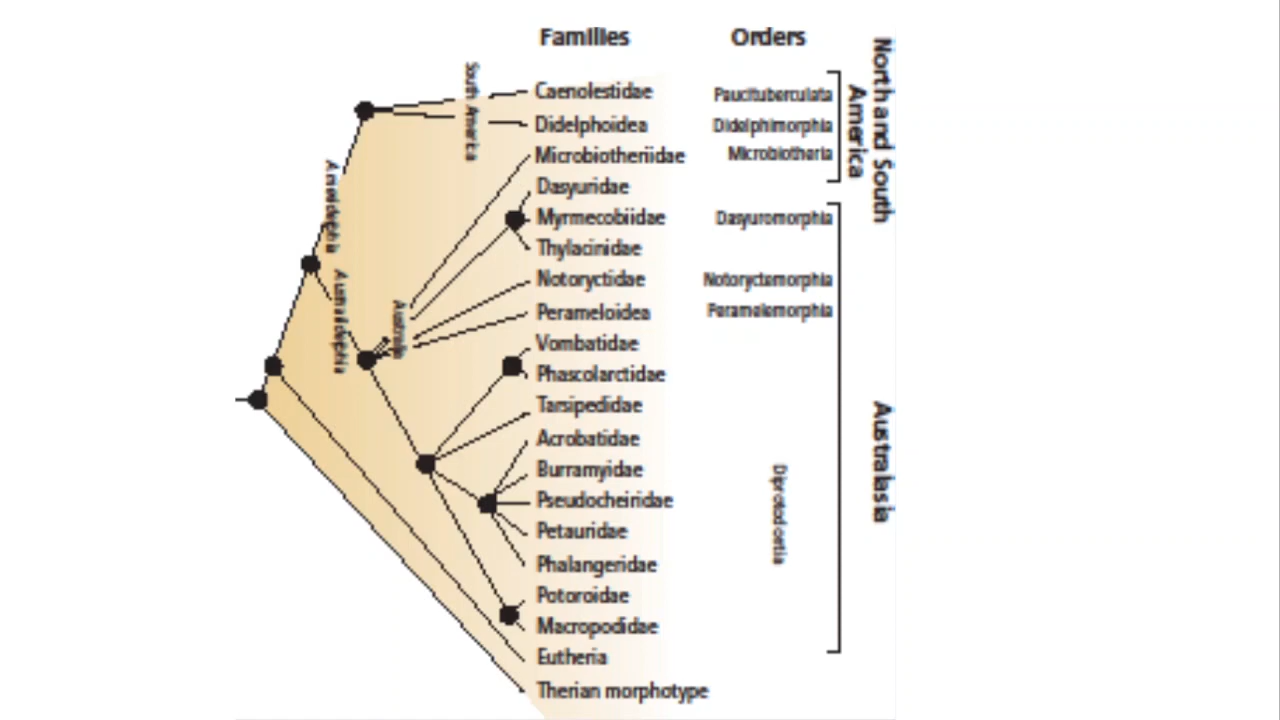 Families Orders
South America
Caenolestidae Paucituberculata
Didelphoidea Didelphimorphia
Microbiotheriidae Microbiotheria
Dasyuridae
Myrmecobiidae Dasyuromorphia
Thylacinidae
Notoryctidae Notoryctemorphia
Perameloidea Peramelemorphia
Vombatidae
Phascolarctidae
Tarsipedidae
Acrobatidae
Burramyidae
Pseudocheiridae
Petauridae
Phalangeridae
Potoroidae
Macropodidae
Eutheria
Therian morphotype
Ameridelphia
Australidelphia
Australia
Diprotodontia
North and South
America
Australasia